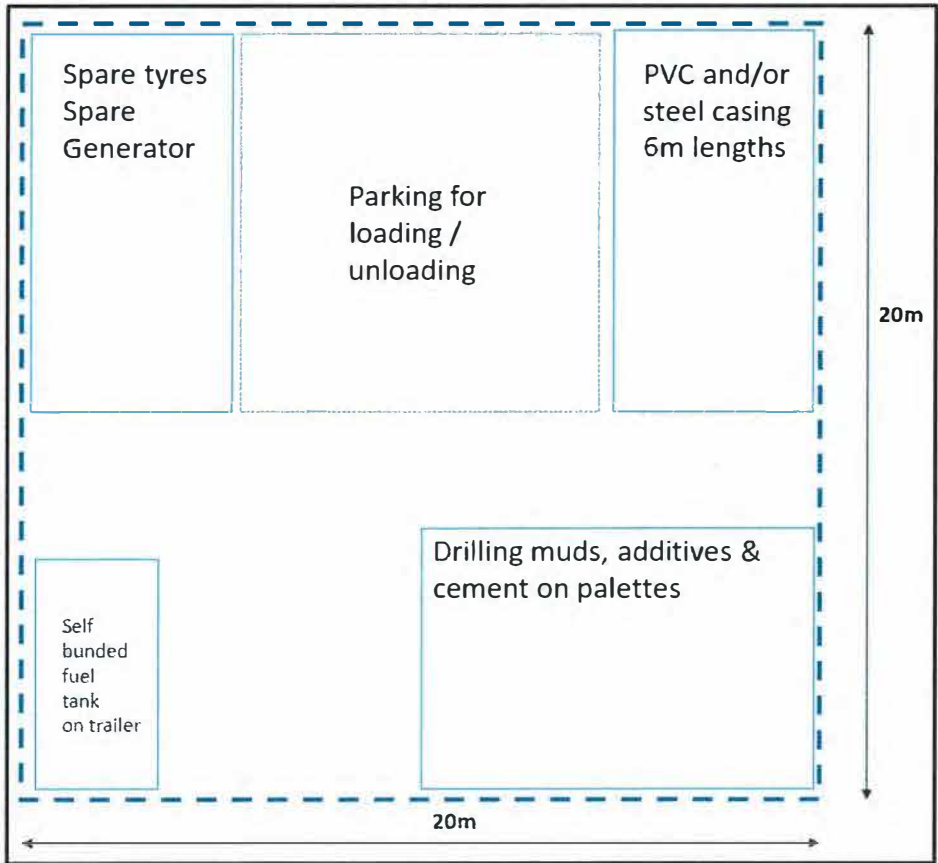 Spare tyres
Spare
Generator
Parking for
loading /
unloading
PVC and/or
steel casing
6m lengths
20m
Drilling muds, additives &
cement on palettes
Self
bunded
fuel
tank
on trailer
20m